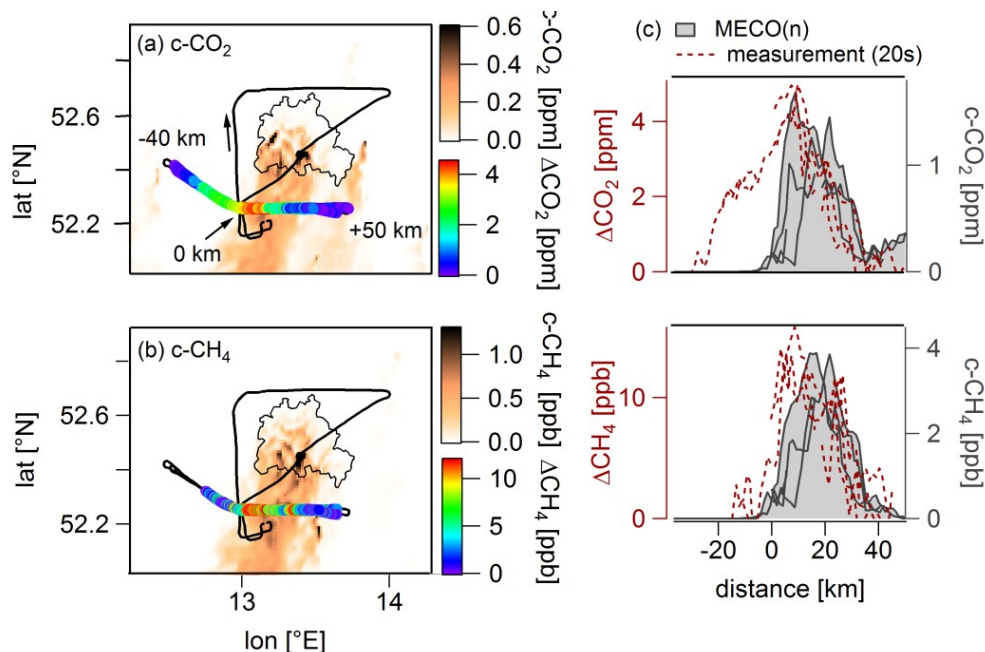 (a) c-CO2
lat [°N]
52.6
52.2
-40 km
0 km
+50 km
0.6
0.4
0.2
0.0
c-CO2 [ppm]
4
2
0
ΔCO2 [ppm]
(b) c-CH4
lat [°N]
52.6
52.2
13
14
lon [°E]
1.0
0.5
0.0
c-CH4 [ppb]
10
5
0
ΔCH4 [ppb]
(c)
MECO(n)
measurement (20s)
ΔCO2 [ppm]
4
2
0
1
0
c-CO2 [ppm]
ΔCH4 [ppb]
10
0
4
2
0
c-CH4 [ppb]
-20
0
20
40
distance [km]